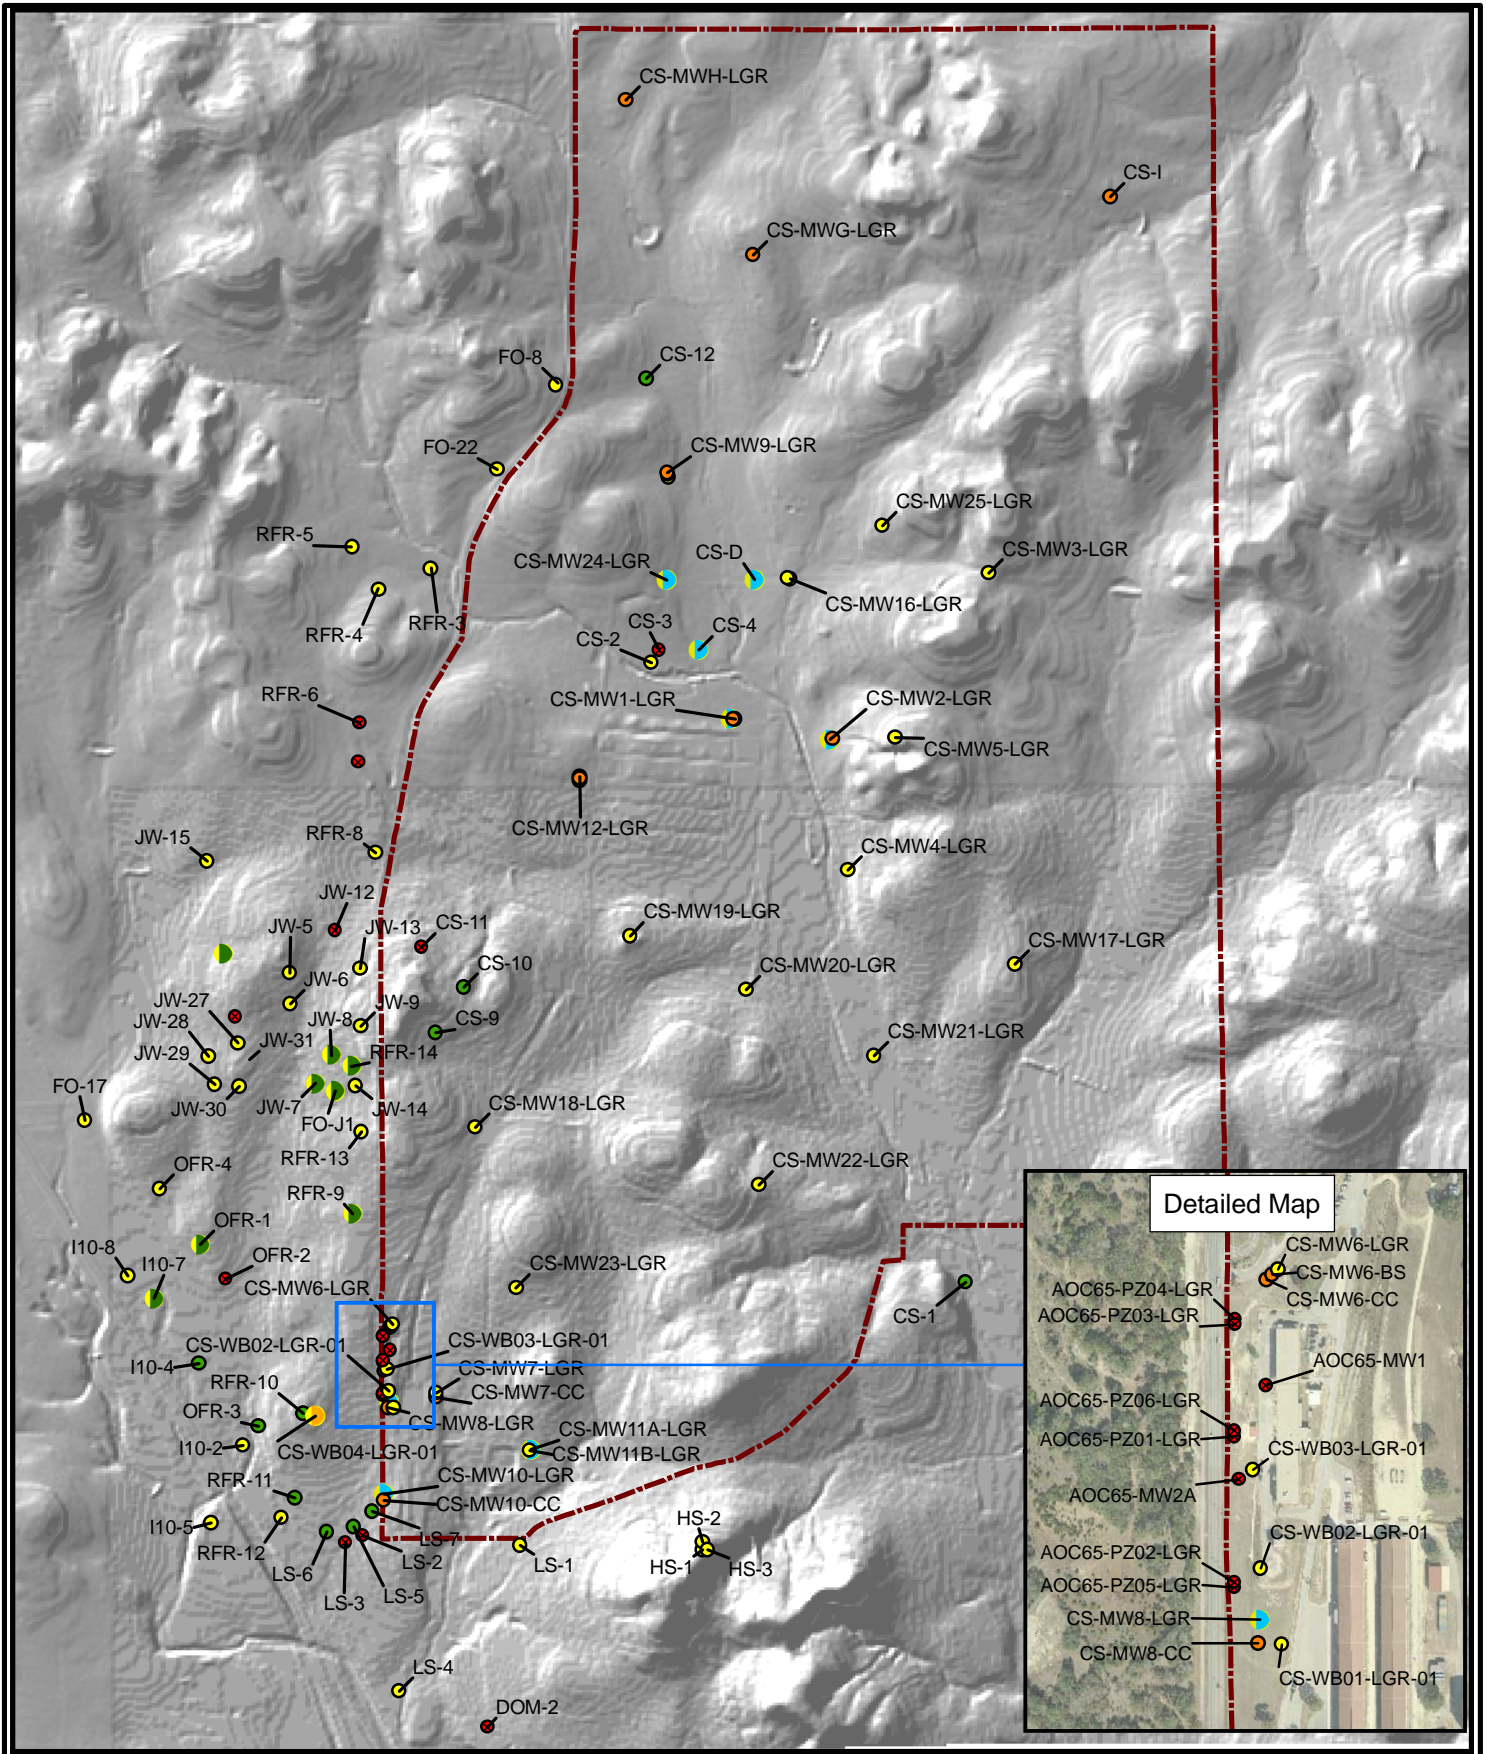 CS-MWH-LGR
CS-I
CS-MWG-LGR
FO-8
CS-12
FO-22
CS-MW9-LGR
CS-MW25-LGR
RFR-5
CS-MW24-LGR
CS-D
CS-MW3-LGR
CS-MW16-LGR
RFR-4
RFR-3
CS-3
CS-2
CS-4
RFR-6
CS-MW1-LGR
CS-MW2-LGR
CS-MW5-LGR
CS-MW12-LGR
JW-15
RFR-8
CS-MW4-LGR
JW-12
JW-5
JW-13
CS-11
CS-MW19-LGR
CS-MW17-LGR
CS-10
CS-MW20-LGR
JW-6
JW-27
JW-9
JW-28
JW-8
JW-31
CS-9
CS-MW21-LGR
JW-29
RFR-14
FO-17
JW-30
JW-7
JW-14
FO-J1
CS-MW18-LGR
RFR-13
OFR-4
CS-MW22-LGR
RFR-9
OFR-1
I10-8
I10-7
OFR-2
CS-MW6-LGR
CS-MW23-LGR
CS-1
CS-WB02-LGR-01
CS-WB03-LGR-01
I10-4
CS-MW7-LGR
RFR-10
CS-MW7-CC
OFR-3
CS-MW8-LGR
I10-2
CS-WB04-LGR-01
CS-MW11A-LGR
CS-MW11B-LGR
RFR-11
CS-MW10-LGR
CS-MW10-CC
I10-5
RFR-12
LS-7
LS-2
LS-1
HS-2
HS-1
HS-3
LS-6
LS-5
LS-3
LS-4
DOM-2
Detailed Map
CS-MW6-LGR
CS-MW6-BS
CS-MW6-CC
AOC65-PZ04-LGR
AOC65-PZ03-LGR
AOC65-MW1
AOC65-PZ06-LGR
AOC65-PZ01-LGR
CS-WB03-LGR-01
AOC65-MW2A
CS-WB02-LGR-01
AOC65-PZ02-LGR
AOC65-PZ05-LGR
CS-MW8-LGR
CS-MW8-CC
CS-WB01-LGR-01